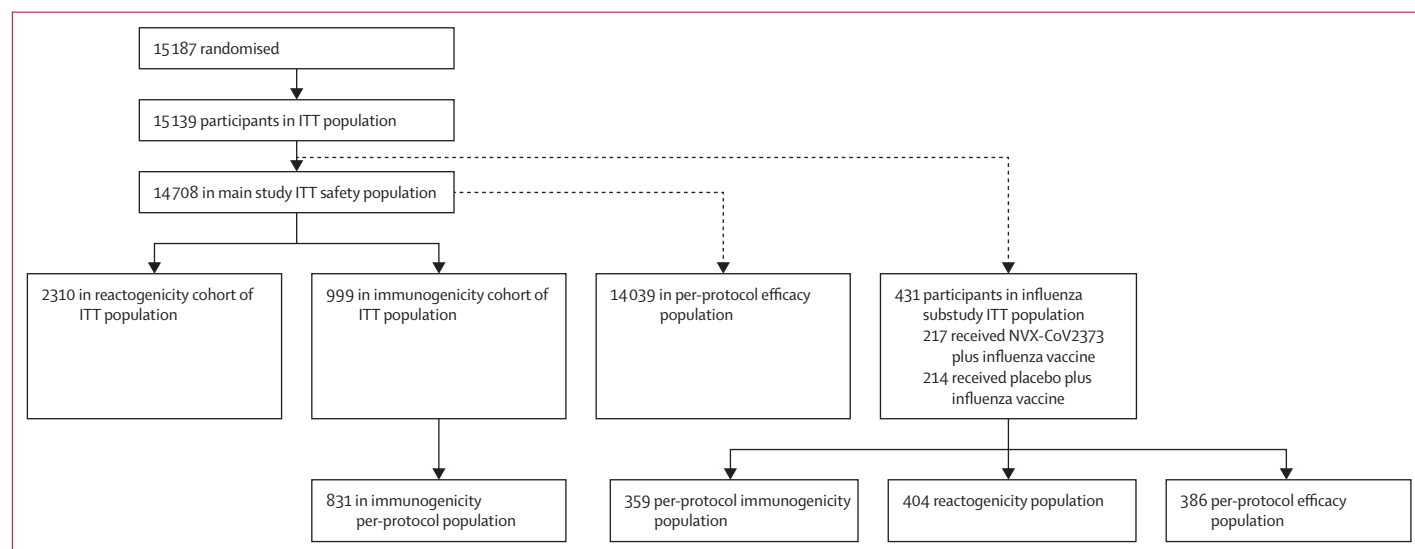 15187 randomised
15139 participants in ITT population
14708 in main study ITT safety population
2310 in reactogenicity cohort of
ITT population
999 in immunogenicity cohort of
ITT population
14039 in per-protocol efficacy
population
431 participants in influenza
substudy ITT population
217 received NVX-CoV2373
plus influenza vaccine
214 received placebo plus
influenza vaccine
831 in immunogenicity
per-protocol population
359 per-protocol immunogenicity
population
404 reactogenicity population
386 per-protocol efficacy
population